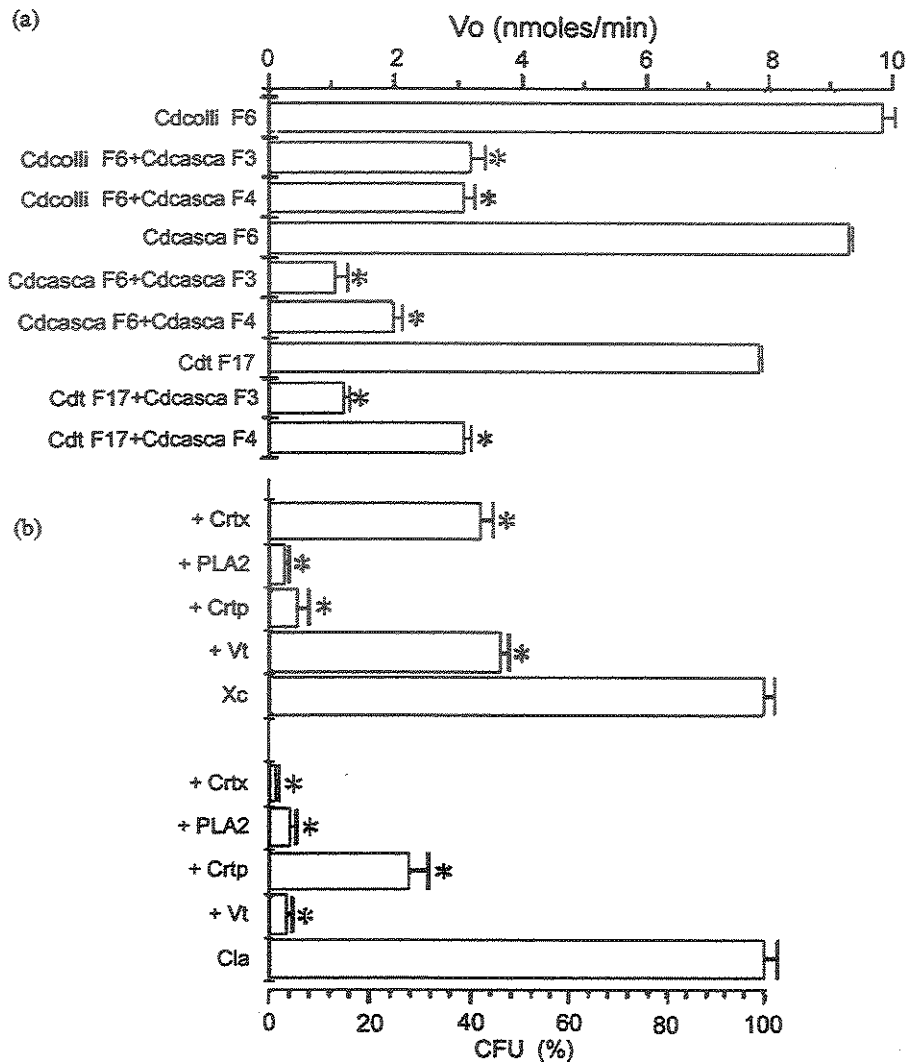 (a)
Vo (nmoles/min)
0 2 4 6 8 10
Cdcolli F6
Cdcolli F6+Cdcasca F3 *
Cdcolli F6+Cdcasca F4 *
Cdcasca F6
Cdcasca F6+Cdcasca F3 *
Cdcasca F6+Cdasca F4 *
Cdt F17
Cdt F17+Cdcasca F3 *
Cdt F17+Cdcasca F4 *
(b)
+ Crtx *
+ PLA2 *
+ Crtp *
+ Vt *
Xc
+ Crtx *
+ PLA2 *
+ Crtp *
+ Vt *
Cla
0 20 40 60 80 100
CFU (%)